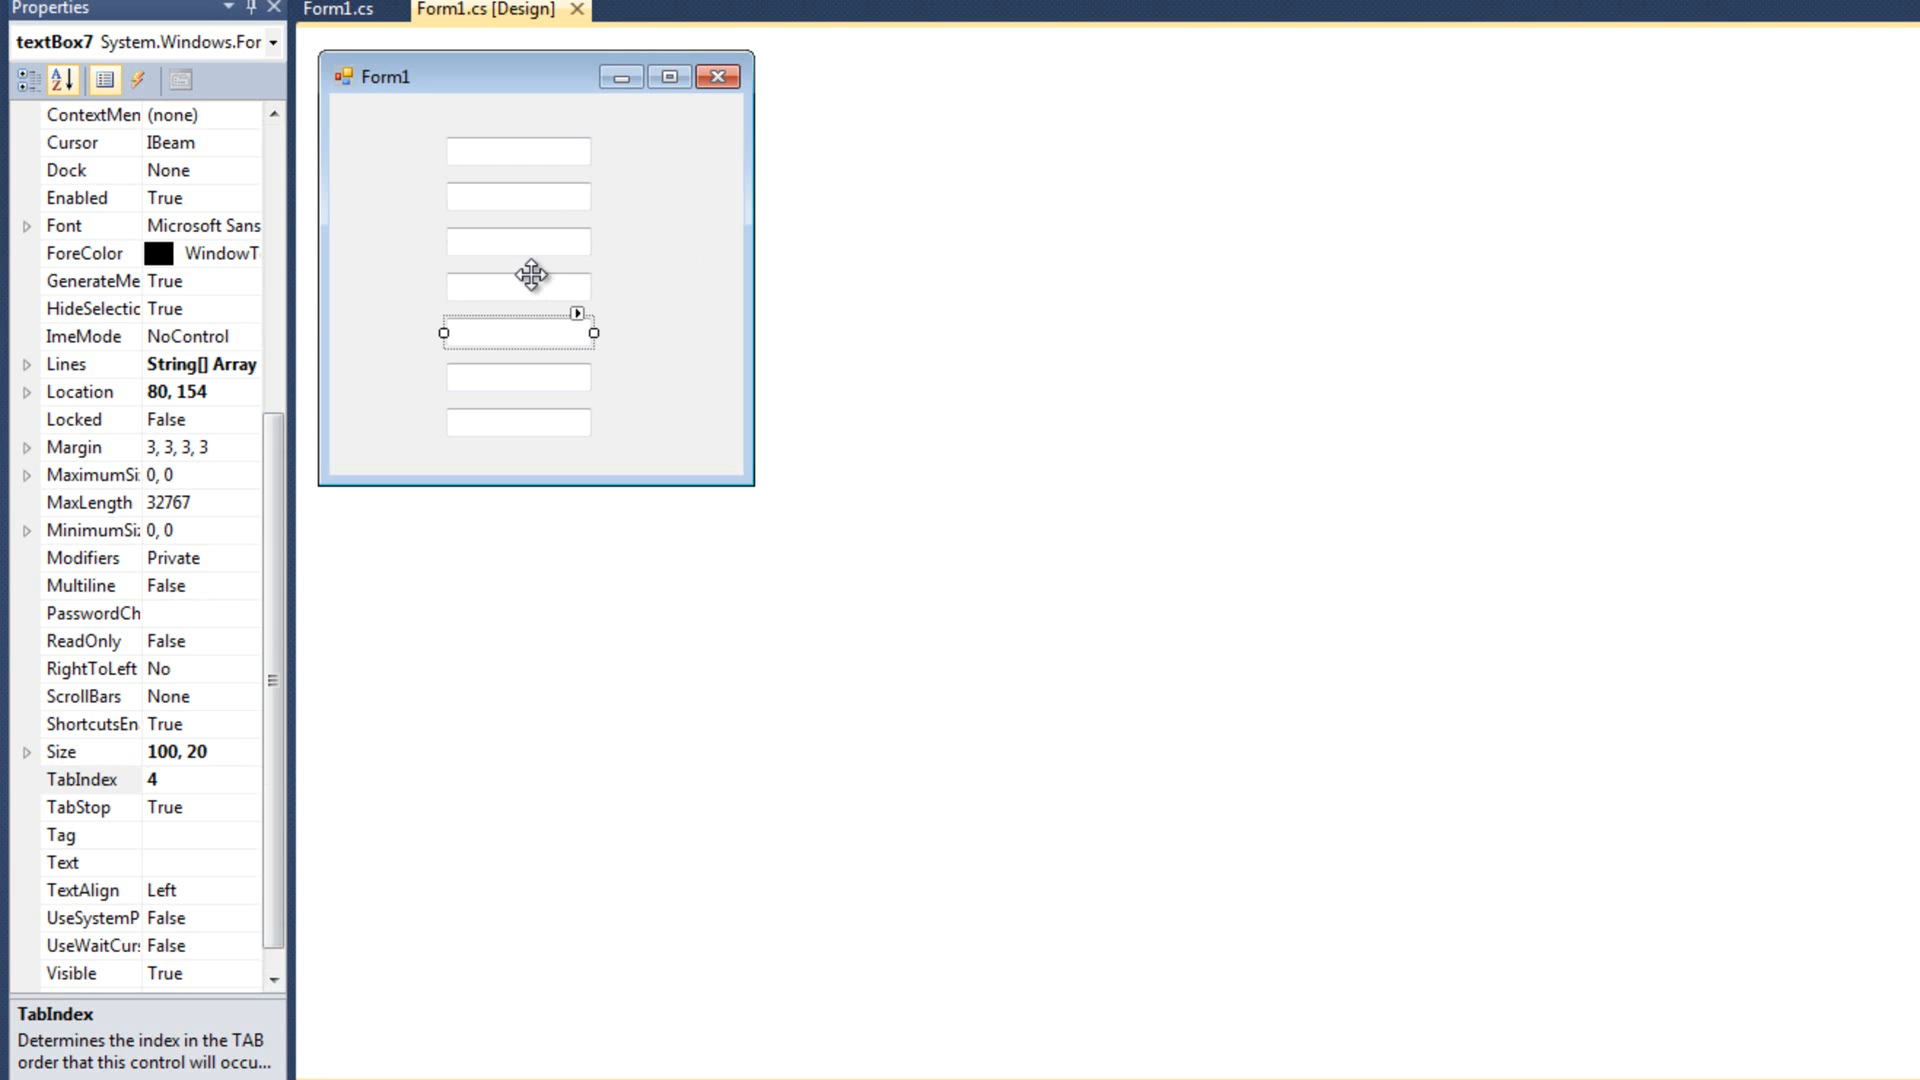 Properties
textBox7 System.Windows.For
ContextMen (none)
Cursor IBeam
Dock None
Enabled True
Font Microsoft Sans
ForeColor WindowT
GenerateMe True
HideSelectic True
ImeMode NoControl
Lines String[] Array
Location 80, 154
Locked False
Margin 3, 3, 3, 3
MaximumSi: 0, 0
MaxLength 32767
MinimumSi: 0, 0
Modifiers Private
Multiline False
PasswordCh
ReadOnly False
RightToLeft No
ScrollBars None
ShortcutsEn True
Size 100, 20
TabIndex 4
TabStop True
Tag
Text
TextAlign Left
UseSystemP False
UseWaitCur: False
Visible True
TabIndex
Determines the index in the TAB
order that this control will occu...
Form1.cs
Form1.cs [Design]
Form1